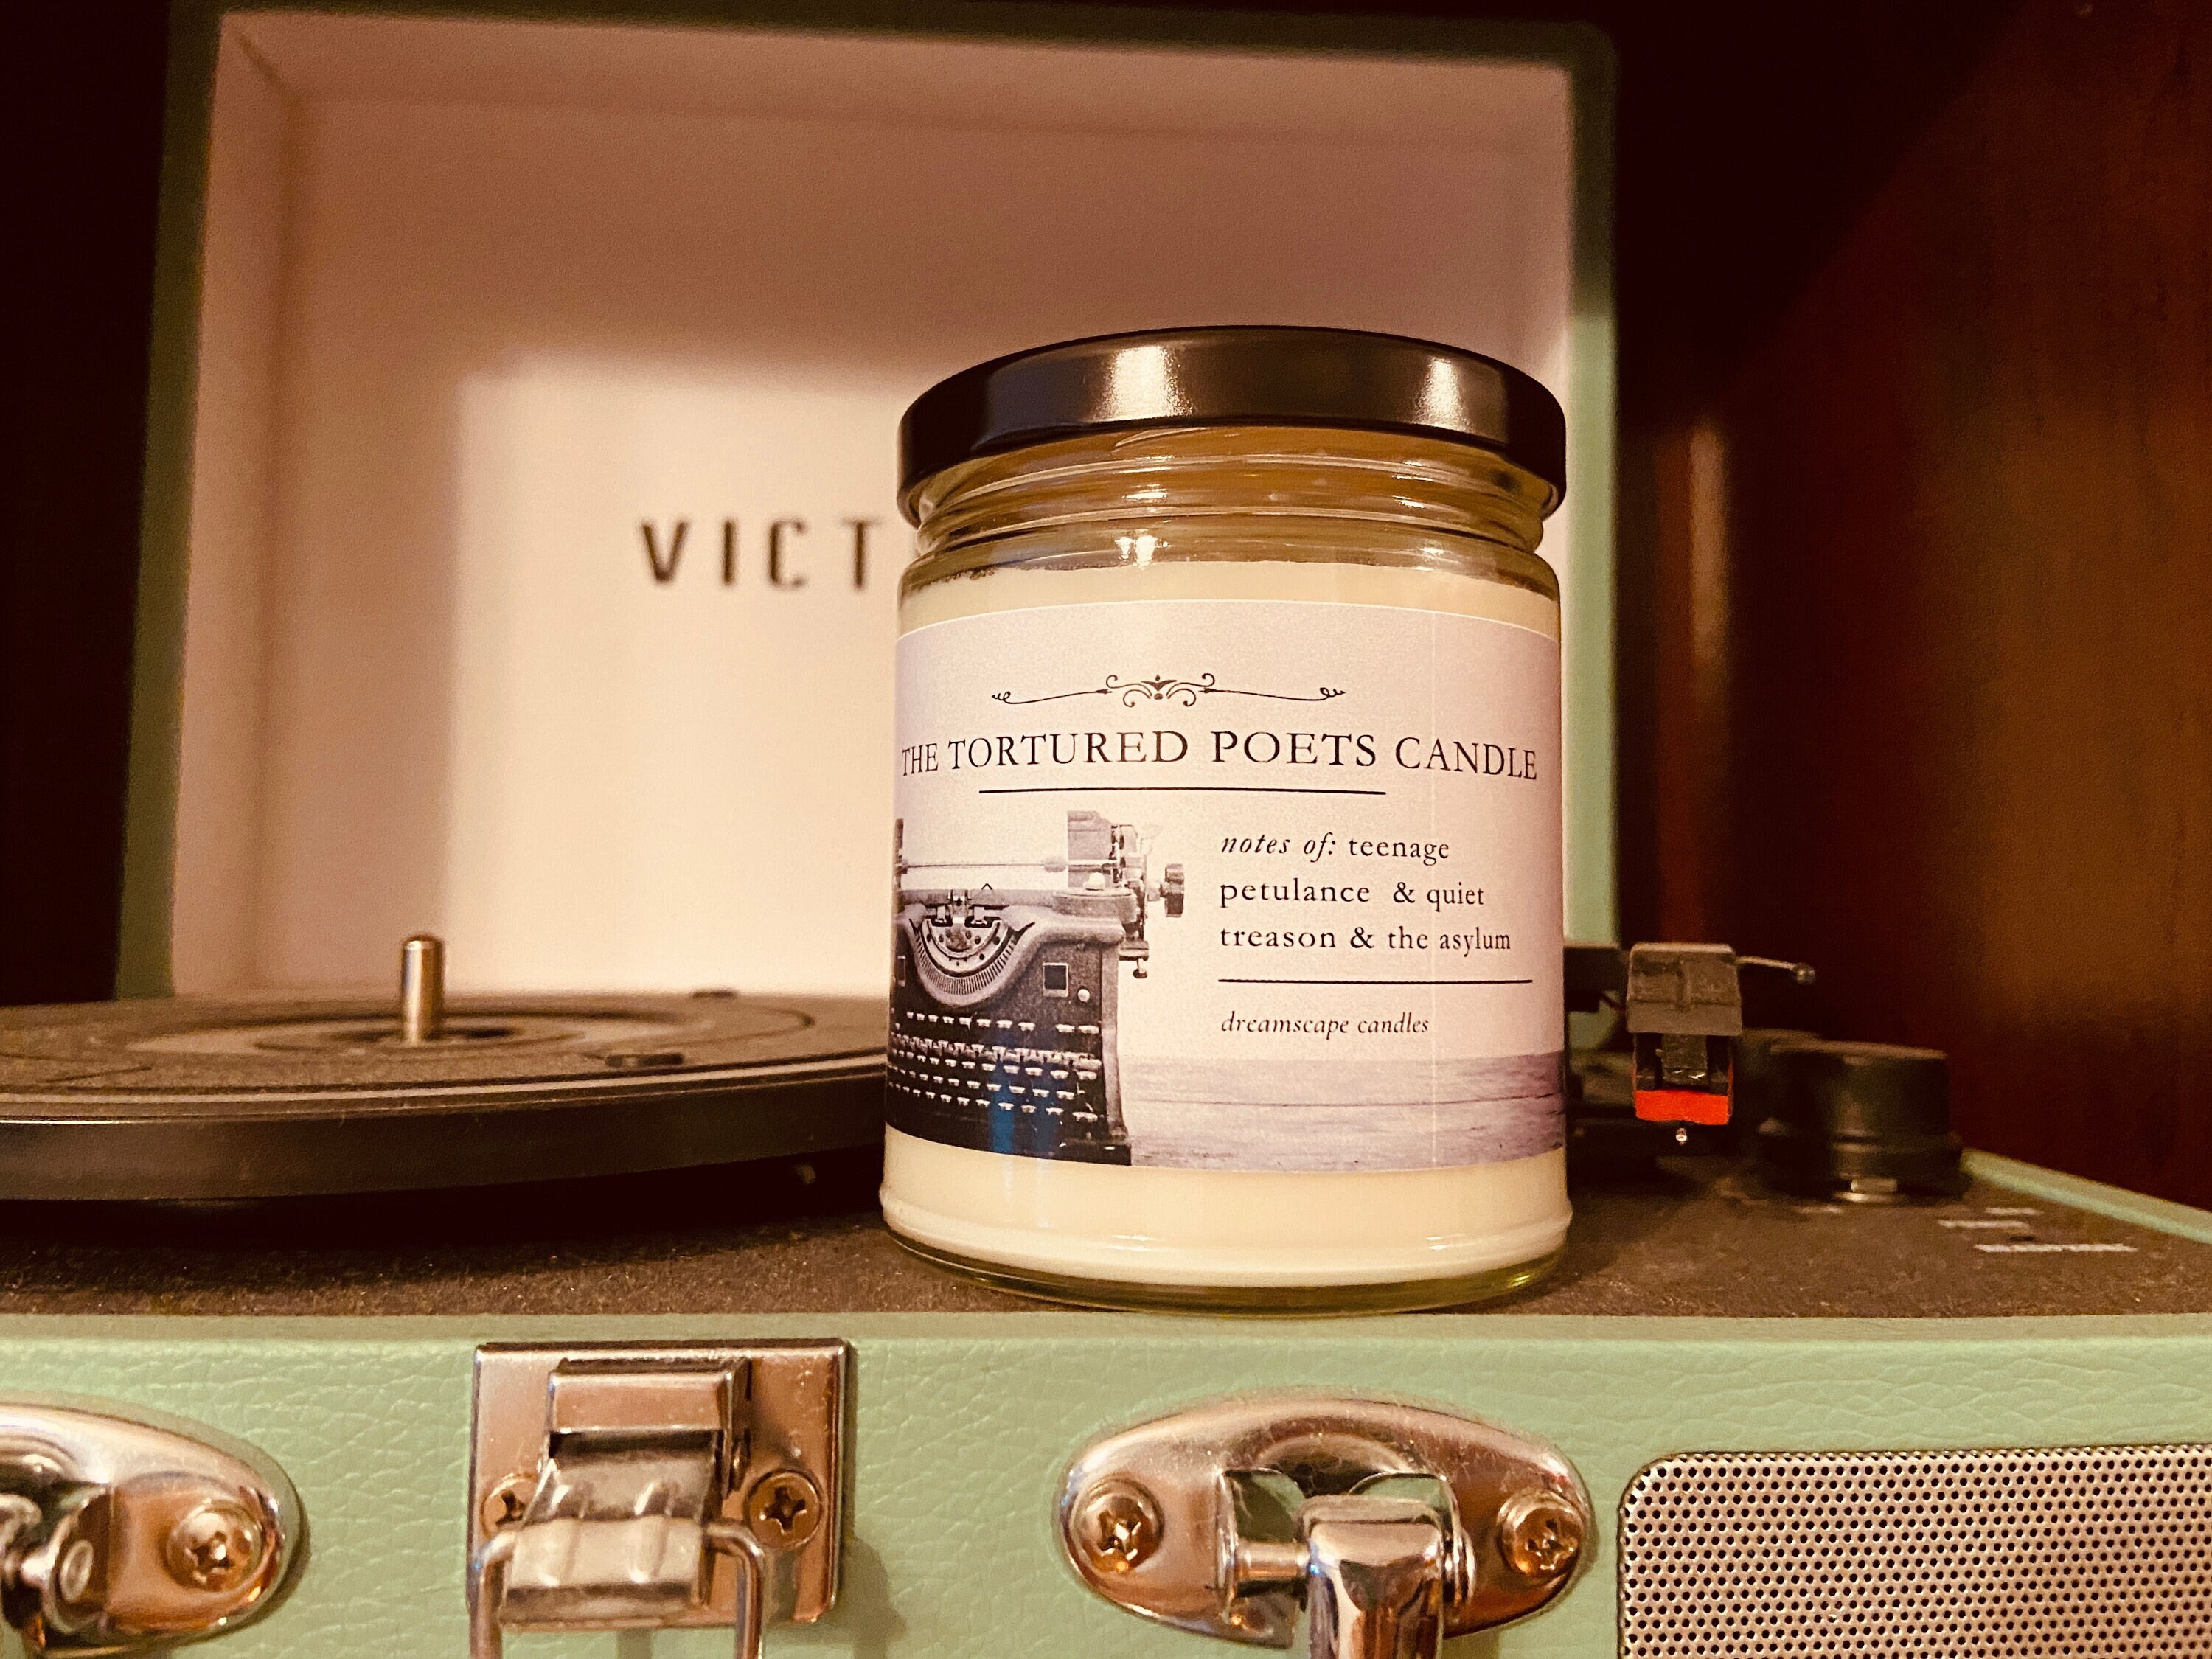 VICT
THE TORTURED POETS CANDLE
notes of: teenage
petulance & quiet
treason & the asylum
dreamscape candles